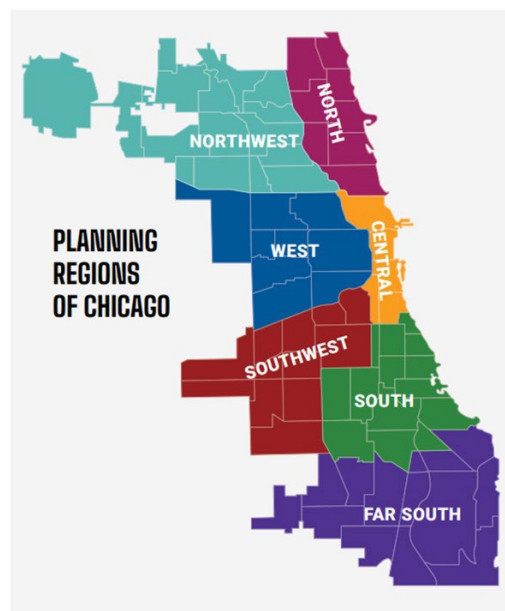 NORTH
NORTHWEST
PLANNING
REGIONS
OF CHICAGO
WEST
CENTRAL
SOUTHWEST
SOUTH
FAR SOUTH